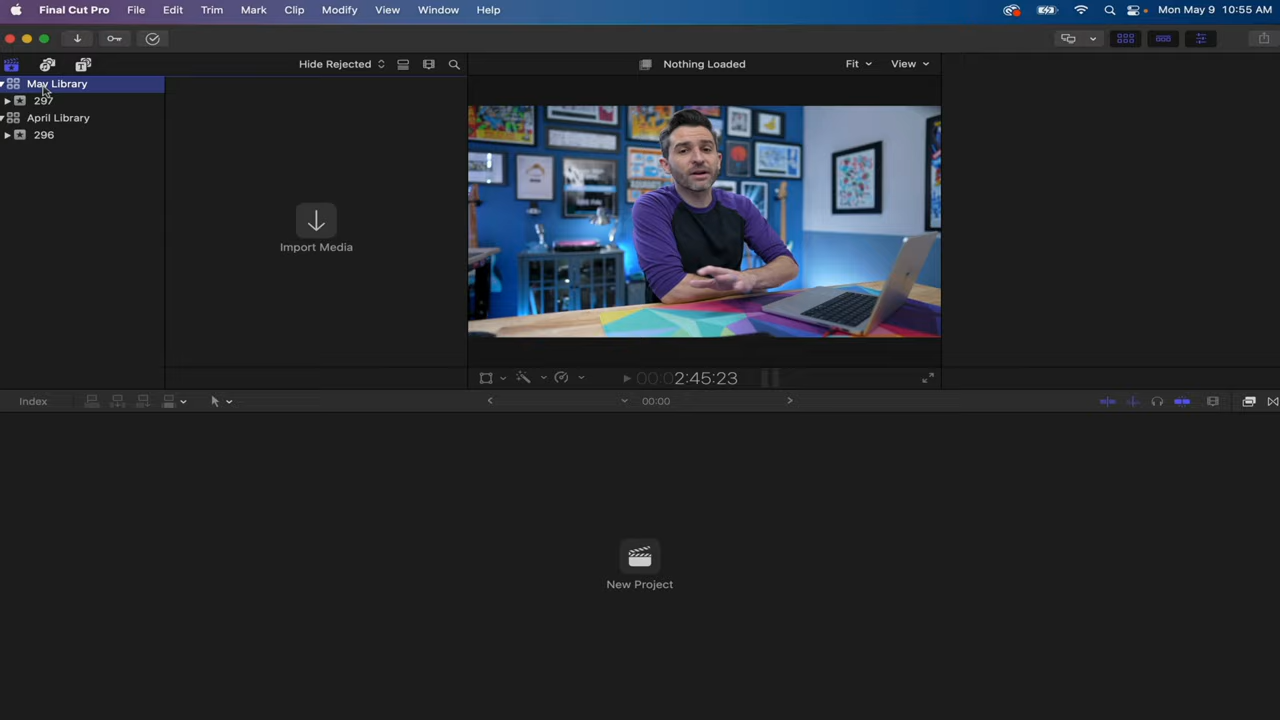 Final Cut Pro File Edit Trim Mark Clip Modify View Window Help Mon May 9 10:55 AM
Hide Rejected Nothing Loaded Fit View
May Library
297
April Library
296
Import Media
00:02:45:23
Index 00:00
New Project